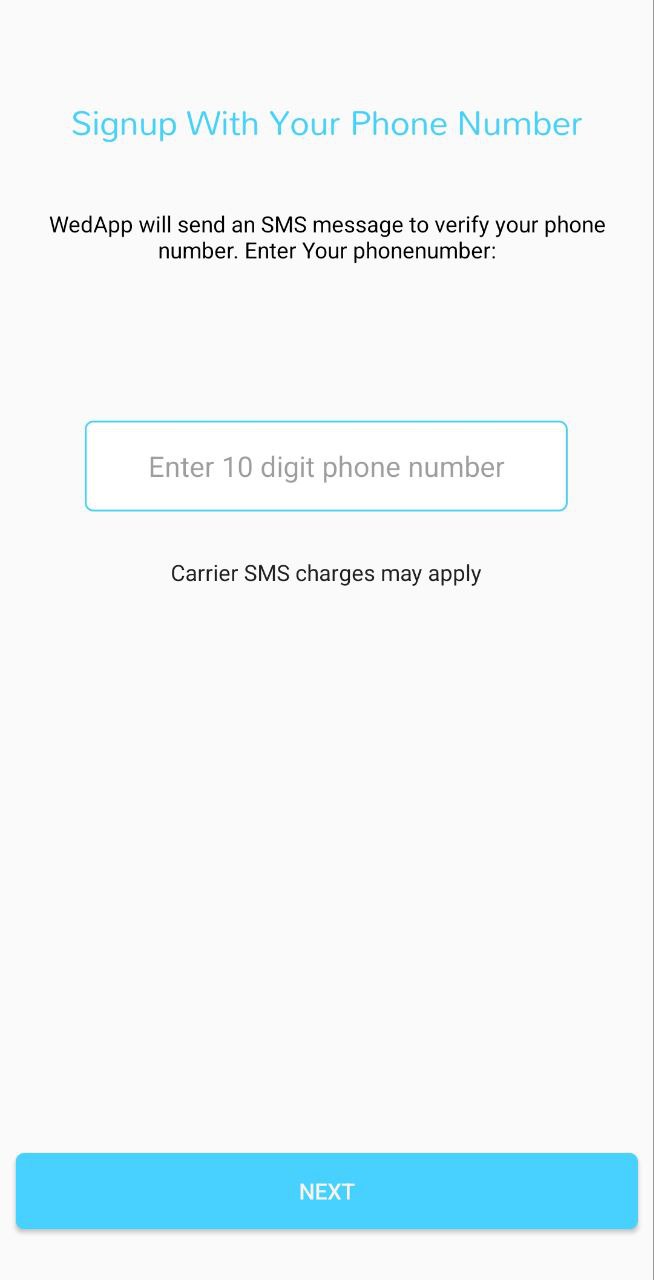 Signup With Your Phone Number
WedApp will send an SMS message to verify your phone
number. Enter Your phonenumber:
Enter 10 digit phone number
Carrier SMS charges may apply
NEXT